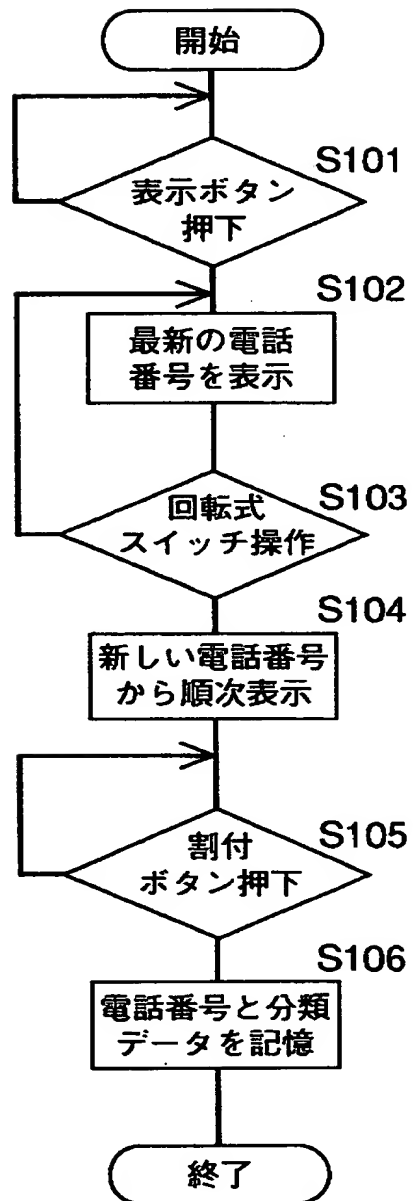 開始
S101
表示ボタン
押下
S102
最新の電話
番号を表示
S103
回転式
スイッチ操作
S104
新しい電話番号
から順次表示
S105
割付
ボタン押下
S106
電話番号と分類
データを記憶
終了